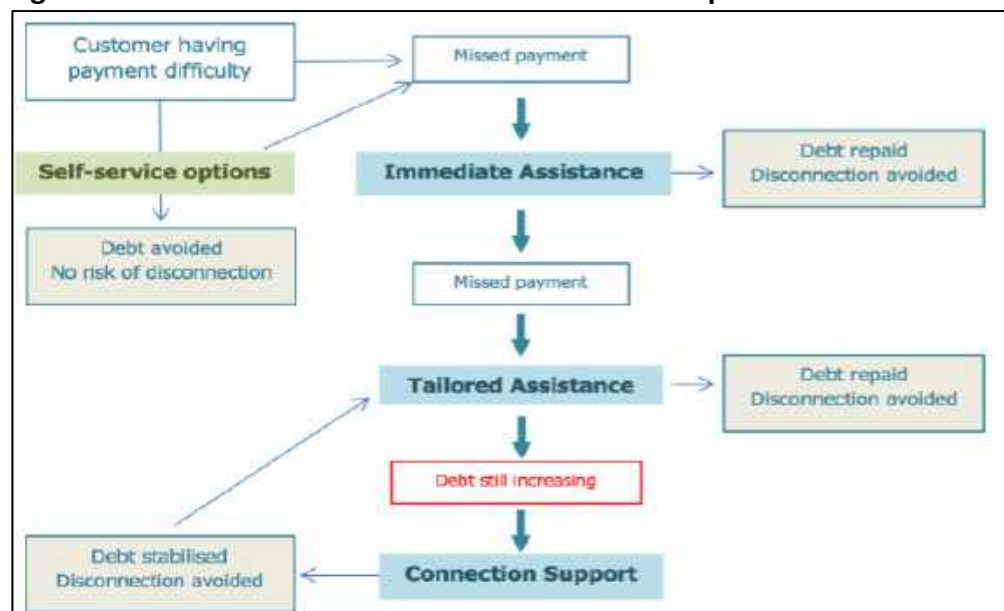 Customer having
payment difficulty
Missed payment
Self-service options
Immediate Assistance
Debt repaid
Disconnection avoided
Debt avoided
No risk of disconnection
Missed payment
Tailored Assistance
Debt repaid
Disconnection avoided
Debt still increasing
Debt stabilised
Disconnection avoided
Connection Support